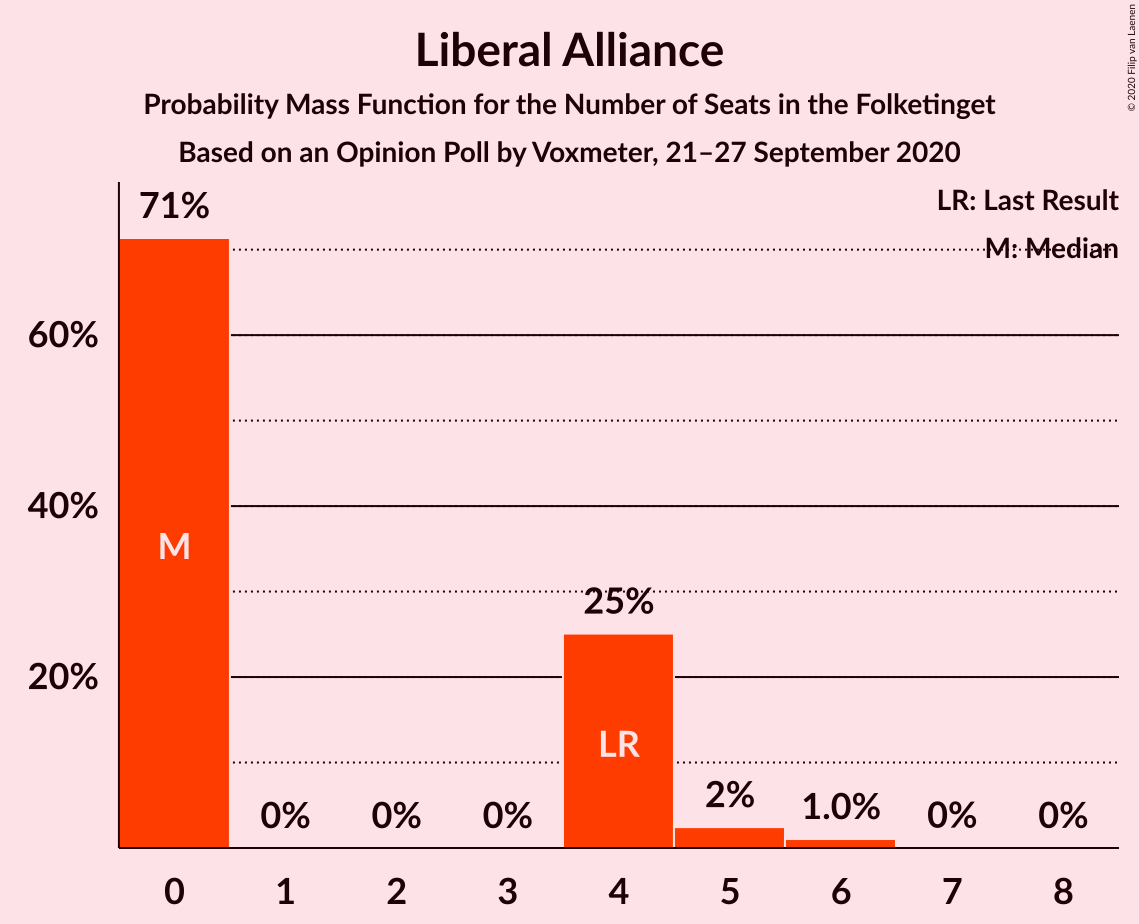 Liberal Alliance
Probability Mass Function for the Number of Seats in the Folketinget
Based on an Opinion Poll by Voxmeter, 21–27 September 2020
© 2020 Filip van Laenen
LR: Last Result
M: Median
71%
60%
40%
20%
M
0%
0%
0%
25%
LR
2%
1.0%
0%
0%
0
1
2
3
4
5
6
7
8